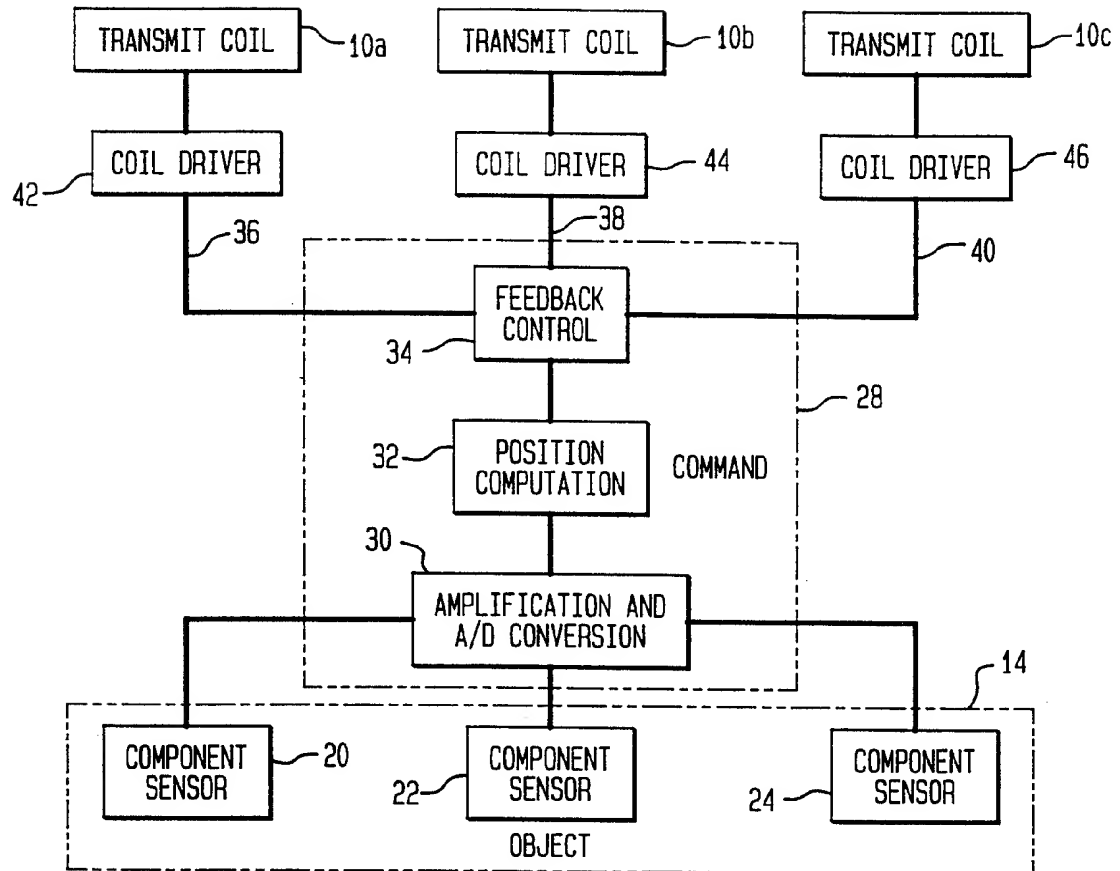 TRANSMIT COIL
10a
TRANSMIT COIL
10b
TRANSMIT COIL
10c
COIL DRIVER
42
COIL DRIVER
44
COIL DRIVER
46
36
38
40
FEEDBACK
CONTROL
34
28
32
POSITION
COMPUTATION
COMMAND
30
AMPLIFICATION AND
A/D CONVERSION
14
COMPONENT
SENSOR
20
COMPONENT
SENSOR
22
COMPONENT
SENSOR
24
OBJECT